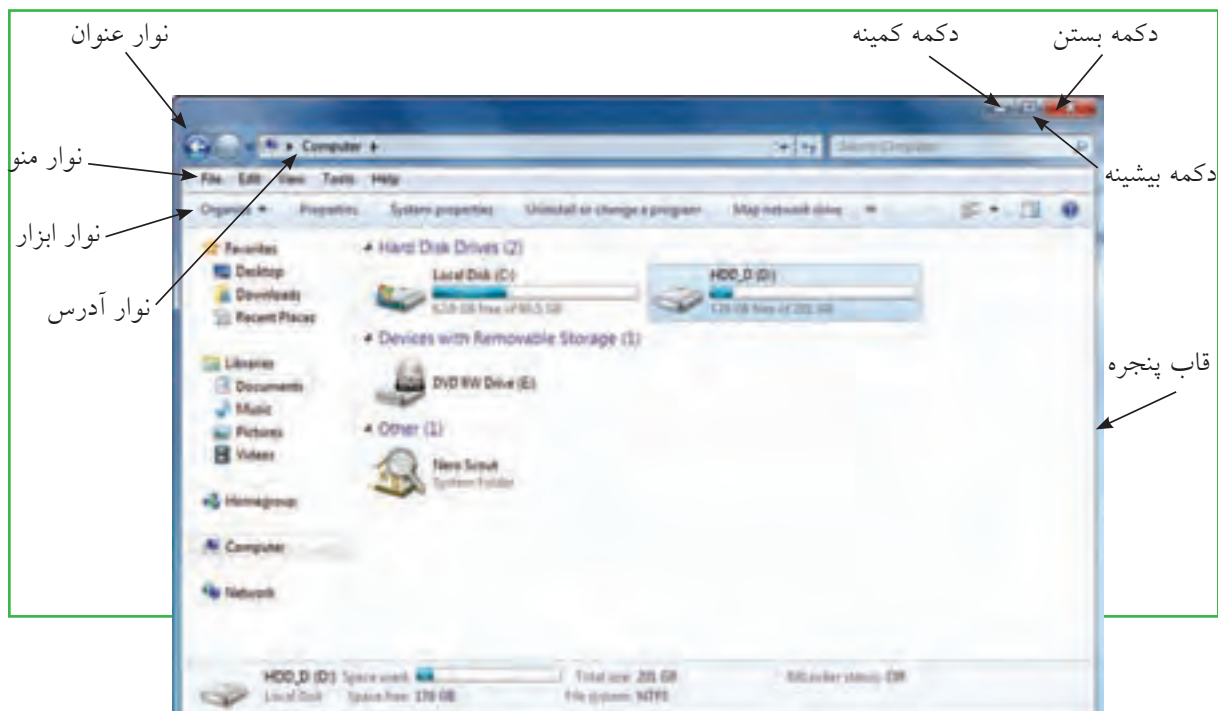 نوار عنوان
دکمه کمینه
دکمه بستن
Computer
نوار منو
دکمه بیشینه
File Edit View Tools Help
Organize Properties System properties Uninstall or change a program Map network drive
نوار ابزار
نوار آدرس
قاب پنجره
Favorites
Desktop
Downloads
Recent Places
Libraries
Documents
Music
Pictures
Videos
Homegroup
Computer
Network
Hard Disk Drives (2)
Local Disk (C:)
HDD_D (D:)
Devices with Removable Storage (1)
DVD RW Drive (E:)
Other (1)
Nero Scout
System Folder
HDD_D (D:) Space used: Total size: 201 GB
Local Disk Space free: File system: NTFS